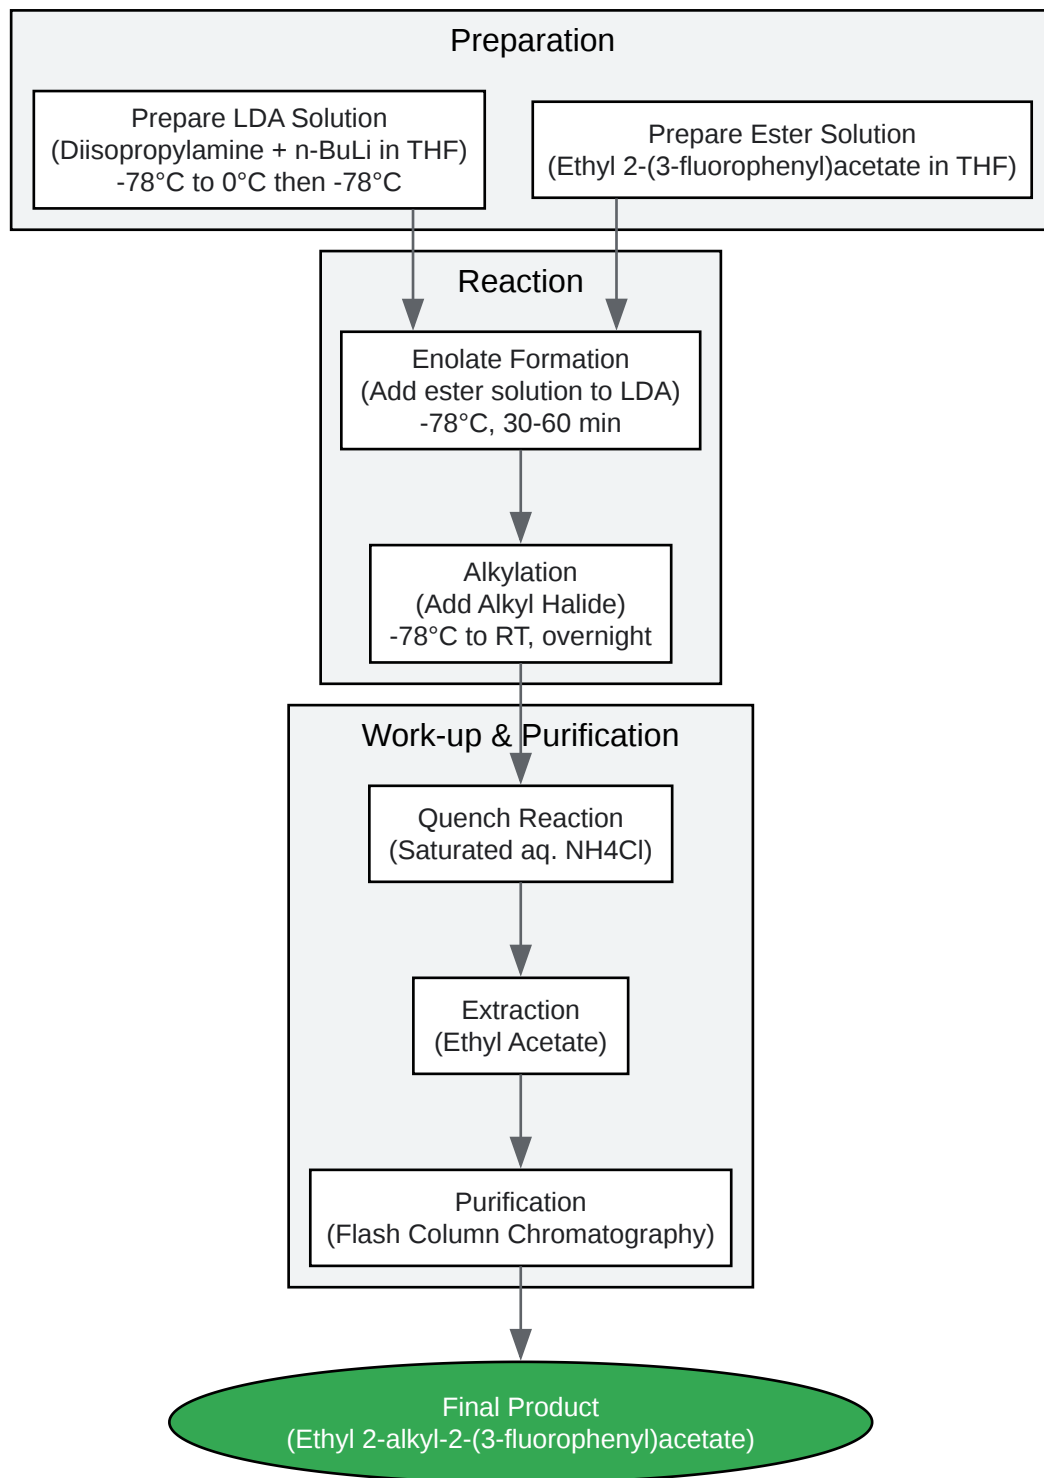 Preparation
Prepare LDA Solution
(Diisopropylamine + n-BuLi in THF)
-78°C to 0°C then -78°C
Prepare Ester Solution
(Ethyl 2-(3-fluorophenyl)acetate in THF)
Reaction
Enolate Formation
(Add ester solution to LDA)
-78°C, 30-60 min
Alkylation
(Add Alkyl Halide)
-78°C to RT, overnight
Work-up & Purification
Quench Reaction
(Saturated aq. NH4Cl)
Extraction
(Ethyl Acetate)
Purification
(Flash Column Chromatography)
Final Product
(Ethyl 2-alkyl-2-(3-fluorophenyl)acetate)